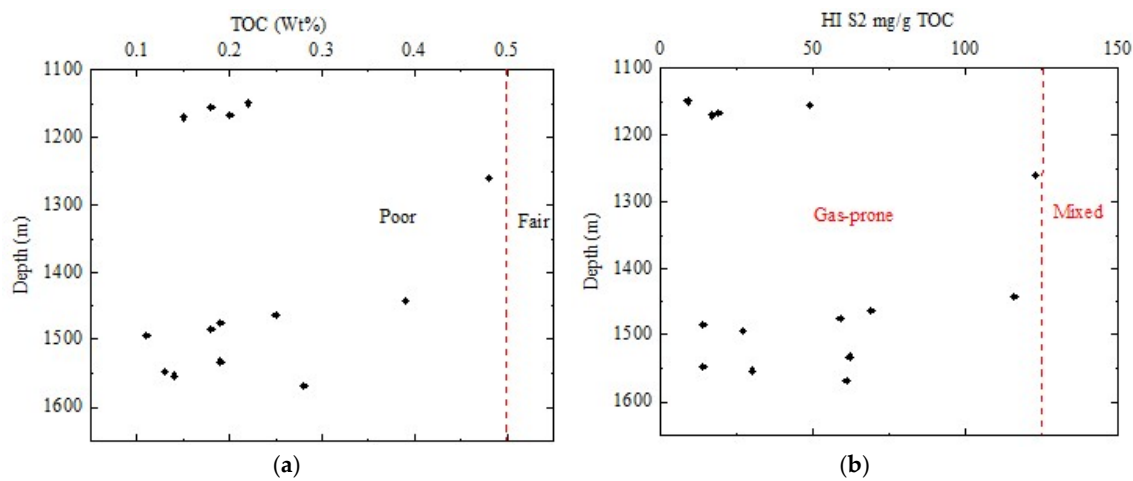 TOC (Wt%)
0.1 0.2 0.3 0.4 0.5
1100
1200
1300
1400
1500
1600
Depth (m)
Poor
Fair
(a)
HI S2 mg/g TOC
0 50 100 150
1100
1200
1300
1400
1500
1600
Depth (m)
Gas-prone
Mixed
(b)